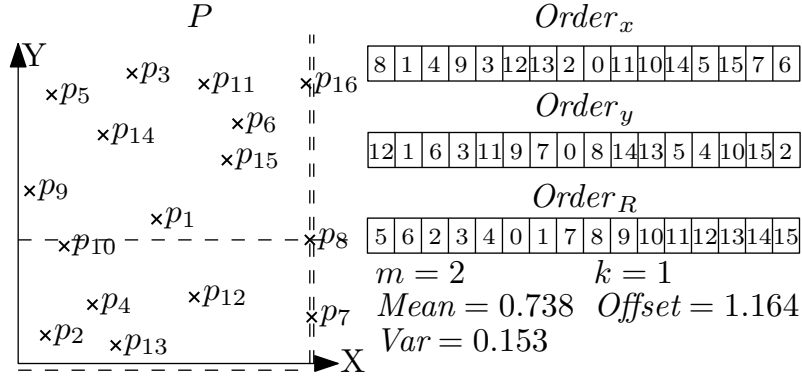 P
Y
p₃
p₅
p₁₁
p₁₆
p₆
p₁₄
p₁₅
p₉
p₁
p₁₀
p₈
p₄
p₁₂
p₇
p₂
p₁₃
X
Orderₓ
8 1 4 9 3 12 13 2 0 11 10 14 5 15 7 6
Order_y
12 1 6 3 11 9 7 0 8 14 13 5 4 10 15 2
Order_R
5 6 2 3 4 0 1 7 8 9 10 11 12 13 14 15
m = 2 k = 1
Mean = 0.738 Offset = 1.164
Var = 0.153